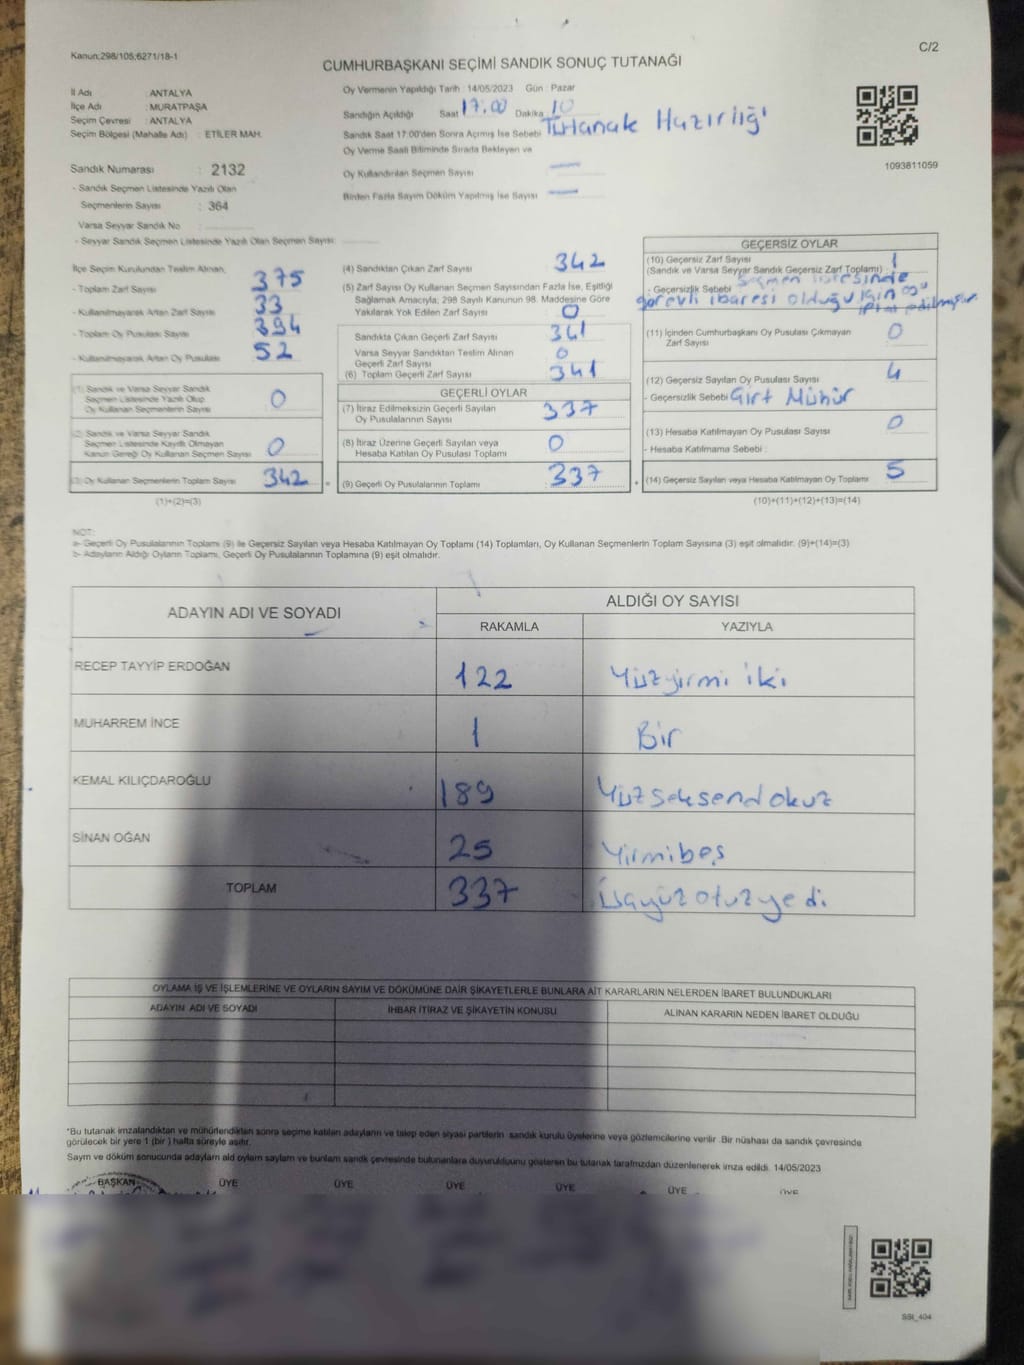 Kanun:298/105;6271/18-1
C/2
CUMHURBAŞKANI SEÇİMİ SANDIK SONUÇ TUTANAĞI
İl Adı : ANTALYA
İlçe Adı : MURATPAŞA
Seçim Çevresi : ANTALYA
Seçim Bölgesi (Mahalle Adı) : ETİLER MAH.
Oy Vermenin Yapıldığı Tarih : 14/05/2023 Gün : Pazar
Sandığın Açıldığı Saat 17:00 Dakika 10
Sandık Saat 17:00'den Sonra Açmış İse Sebebi Tutanak Hazırlığı
Oy Verme Saati Bitiminde Sırada Bekleyen ve
Oy Kullandırılan Seçmen Sayısı —
Birden Fazla Sayım Döküm Yapılmış İse Sayısı —
1093811059
Sandık Numarası : 2132
- Sandık Seçmen Listesinde Yazılı Olan
Seçmenlerin Sayısı : 364
Varsa Seyyar Sandık No
- Seyyar Sandık Seçmen Listesinde Yazılı Olan Seçmen Sayısı:
İlçe Seçim Kurulundan Teslim Alınan,
- Toplam Zarf Sayısı 375
- Kullanılmayarak Artan Zarf Sayısı 33
- Toplam Oy Pusulası Sayısı 394
- Kullanılmayarak Artan Oy Pusulası 52
(1) Sandık ve Varsa Seyyar Sandık
Seçmen Listesinde Yazılı Olup
Oy Kullanan Seçmenlerin Sayısı 0
(2) Sandık ve Varsa Seyyar Sandık
Seçmen Listesinde Kayıtlı Olmayan
Kanun Gereği Oy Kullanan Seçmen Sayısı 0
(3) Oy Kullanan Seçmenlerin Toplam Sayısı 342
(1)+(2)=(3)
(4) Sandıktan Çıkan Zarf Sayısı 342
(5) Zarf Sayısı Oy Kullanan Seçmen Sayısından Fazla İse, Eşitliği
Sağlamak Amacıyla, 298 Sayılı Kanunun 98. Maddesine Göre
Yakılarak Yok Edilen Zarf Sayısı 0
Sandıkta Çıkan Geçerli Zarf Sayısı 341
Varsa Seyyar Sandıktan Teslim Alınan
Geçerli Zarf Sayısı 0
(6) Toplam Geçerli Zarf Sayısı 341
GEÇERLİ OYLAR
(7) İtiraz Edilmeksizin Geçerli Sayılan
Oy Pusulalarının Sayısı 337
(8) İtiraz Üzerine Geçerli Sayılan veya
Hesaba Katılan Oy Pusulası Toplamı 0
(9) Geçerli Oy Pusulalarının Toplamı 337
GEÇERSİZ OYLAR
(10) Geçersiz Zarf Sayısı 1
(Sandık ve Varsa Seyyar Sandık Geçersiz Zarf Toplamı)
- Geçersizlik Sebebi Seçmen listesinde
görevli ibaresi olduğu için oyu
iptal edilmiştir
(11) İçinden Cumhurbaşkanı Oy Pusulası Çıkmayan
Zarf Sayısı 0
(12) Geçersiz Sayılan Oy Pusulası Sayısı 4
- Geçersizlik Sebebi Girt Mühür
(13) Hesaba Katılmayan Oy Pusulası Sayısı 0
- Hesaba Katılmama Sebebi :
(14) Geçersiz Sayılan veya Hesaba Katılmayan Oy Toplamı 5
(10)+(11)+(12)+(13)=(14)
NOT:
a- Geçerli Oy Pusulalarının Toplamı (9) ile Geçersiz Sayılan veya Hesaba Katılmayan Oy Toplamı (14) Toplamları, Oy Kullanan Seçmenlerin Toplam Sayısına (3) eşit olmalıdır. (9)+(14)=(3)
b- Adayların Aldığı Oyların Toplamı, Geçerli Oy Pusulalarının Toplamına (9) eşit olmalıdır.
ADAYIN ADI VE SOYADI ALDIĞI OY SAYISI
RAKAMLA YAZIYLA
RECEP TAYYİP ERDOĞAN 122 Yüzyirmi iki
MUHARREM İNCE 1 Bir
KEMAL KILIÇDAROĞLU 189 Yüzseksendokuz
SİNAN OĞAN 25 Yirmibeş
TOPLAM 337 Üçyüzotuzyedi
OYLAMA İŞ VE İŞLEMLERİNE VE OYLARIN SAYIM VE DÖKÜMÜNE DAİR ŞİKAYETLERLE BUNLARA AİT KARARLARIN NELERDEN İBARET BULUNDUKLARI
ADAYIN ADI VE SOYADI İHBAR İTİRAZ VE ŞİKAYETİN KONUSU ALINAN KARARIN NEDEN İBARET OLDUĞU
*Bu tutanak imzalandıktan ve mühürlendikten sonra seçime katılan adayların ve talep eden siyasi partilerin sandık kurulu üyelerine veya gözlemcilerine verilir. Bir nüshası da sandık çevresinde
görülecek bir yere 1 (bir ) hafta süreyle asılır.
Sayım ve döküm sonucunda adayların aldı oyların sayıları ve bunların sandık çevresinde bulunanlara duyurulduğunu gösteren bu tutanak tarafımızdan düzenlenerek imza edildi. 14/05/2023
BAŞKAN ÜYE ÜYE ÜYE ÜYE ÜYE ÜYE
SSI_404